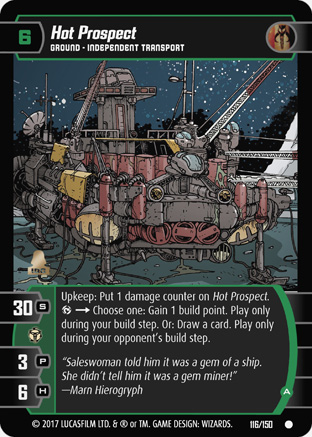 6
Hot Prospect
GROUND • INDEPENDENT TRANSPORT
30 S
3 P
6 H
Upkeep: Put 1 damage counter on Hot Prospect.
→ Choose one: Gain 1 build point. Play only
during your build step. Or: Draw a card. Play only
during your opponent's build step.
“Saleswoman told him it was a gem of a ship.
She didn't tell him it was a gem miner!”
—Marn Hierogryph
A
© 2017 LUCASFILM LTD. & ® or TM. GAME DESIGN: WIZARDS.
116/150